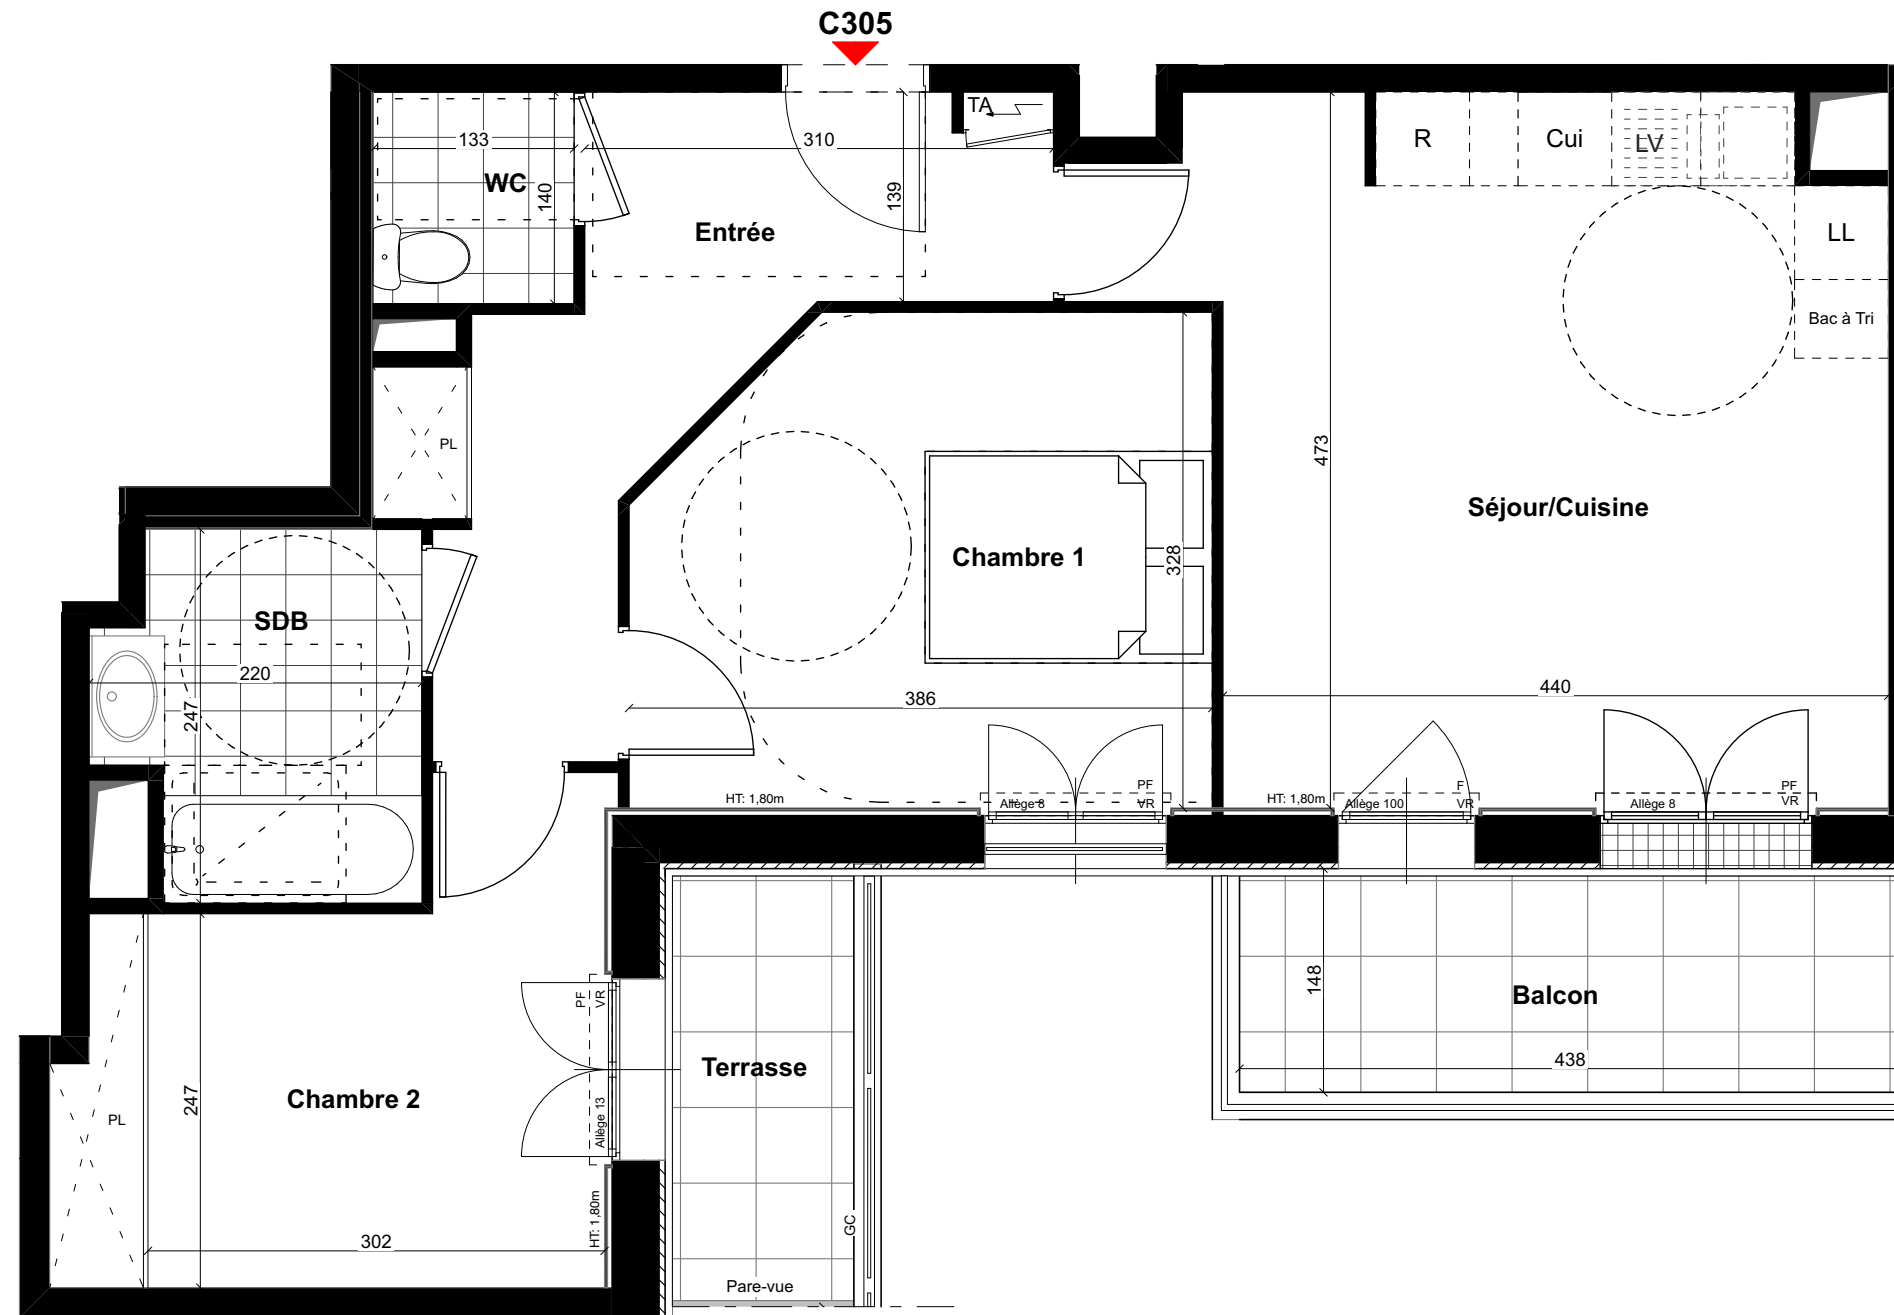 C305
TA
133
310
R
Cui
LV
WC
140
139
Entrée
LL
Bac à Tri
PL
473
Séjour/Cuisine
Chambre 1
328
SDB
220
247
386
440
HT: 1,80m
Allège 8
PF
VR
HT: 1,80m
Allège 100
F
VR
Allège 8
PF
VR
148
Balcon
438
PF
VR
Terrasse
Chambre 2
247
PL
Allège 13
HT: 1,80m
GC
302
Pare-vue